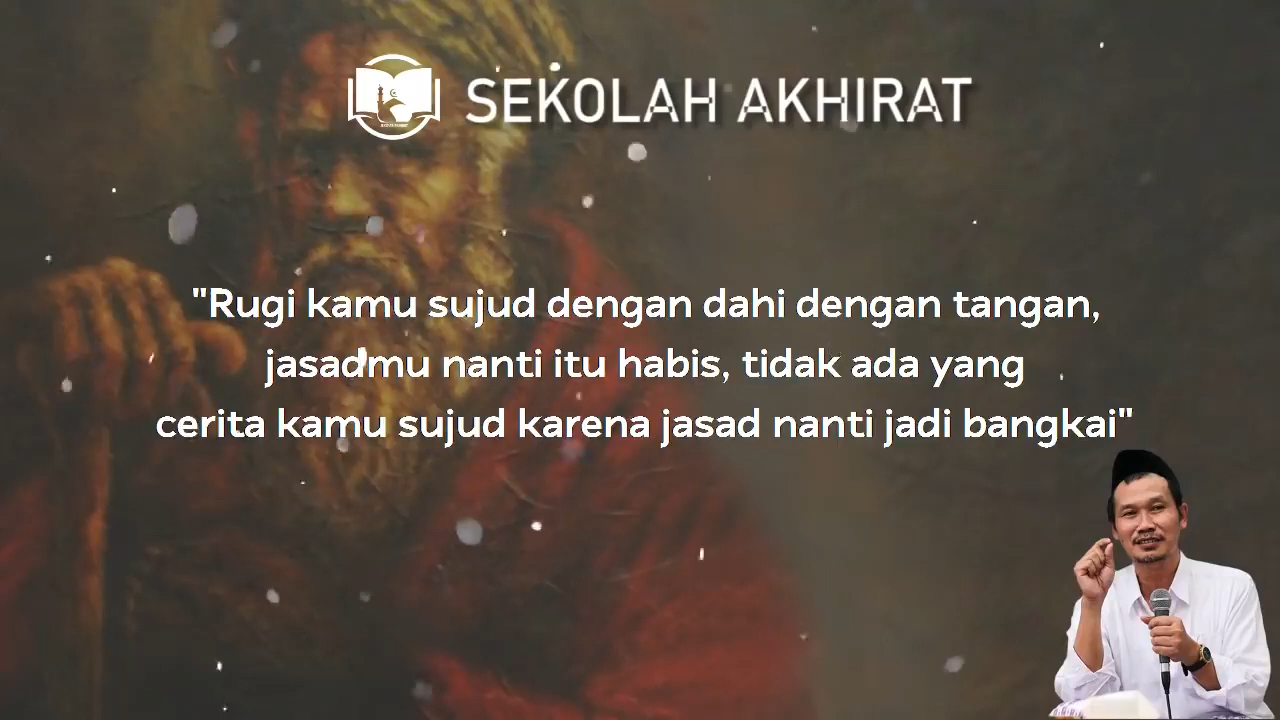 SEKOLAH AKHIRAT
"Rugi kamu sujud dengan dahi dengan tangan,
jasadmu nanti itu habis, tidak ada yang
cerita kamu sujud karena jasad nanti jadi bangkai"